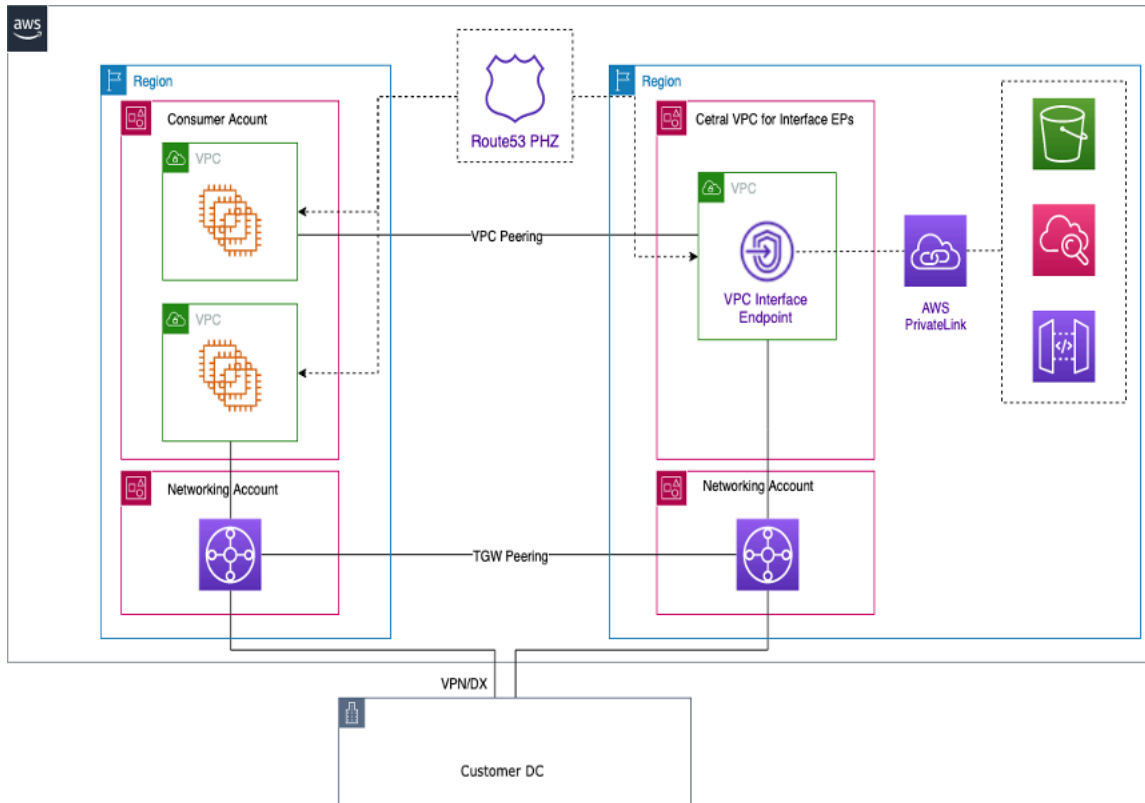 aws
Region
Consumer Acount
VPC
VPC
Networking Account
Route53 PHZ
VPC Peering
TGW Peering
Region
Cetral VPC for Interface EPs
VPC
VPC Interface
Endpoint
AWS
PrivateLink
</>
Networking Account
VPN/DX
Customer DC